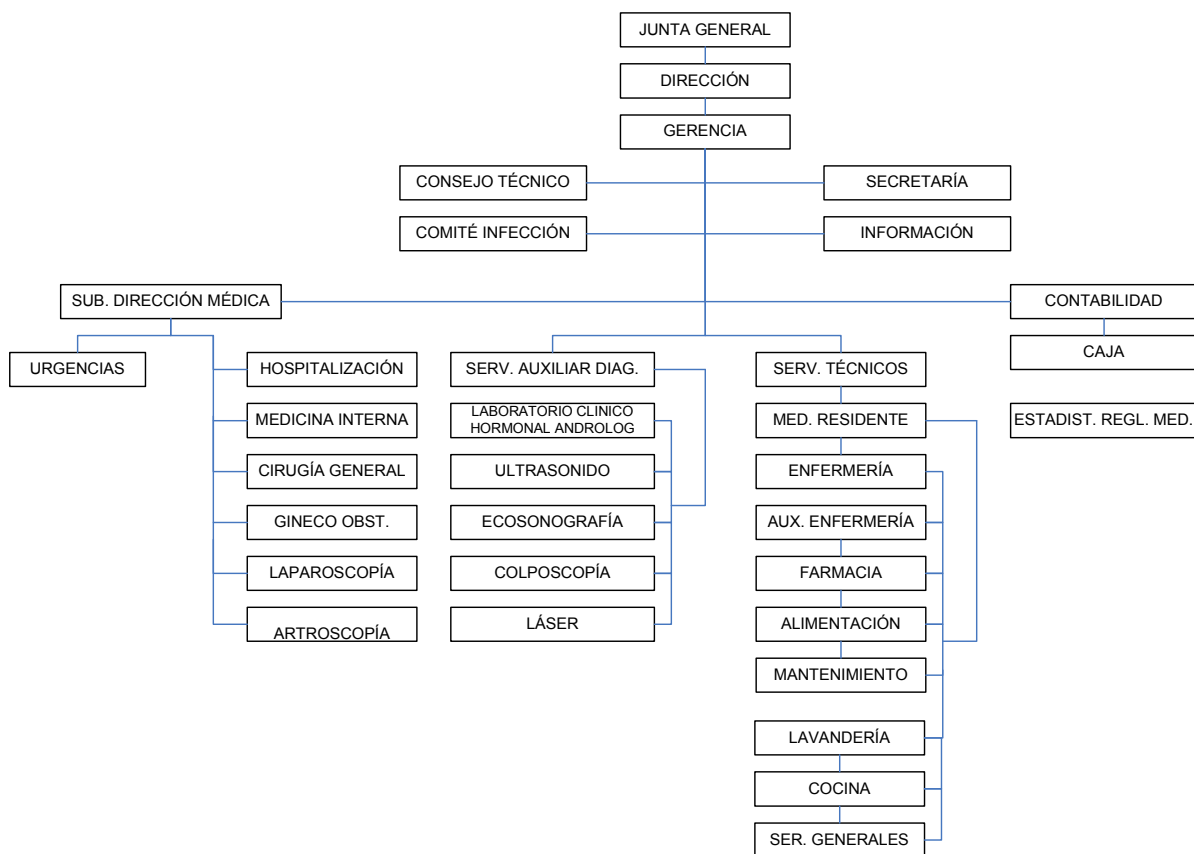 JUNTA GENERAL
DIRECCIÓN
GERENCIA
CONSEJO TÉCNICO
SECRETARÍA
COMITÉ INFECCIÓN
INFORMACIÓN
SUB. DIRECCIÓN MÉDICA
CONTABILIDAD
URGENCIAS
HOSPITALIZACIÓN
SERV. AUXILIAR DIAG.
SERV. TÉCNICOS
CAJA
MEDICINA INTERNA
LABORATORIO CLINICO
HORMONAL ANDROLOG
MED. RESIDENTE
ESTADIST. REGL. MED.
CIRUGÍA GENERAL
ULTRASONIDO
ENFERMERÍA
GINECO OBST.
ECOSONOGRAFÍA
AUX. ENFERMERÍA
LAPAROSCOPÍA
COLPOSCOPÍA
FARMACIA
ARTROSCOPÍA
LÁSER
ALIMENTACIÓN
MANTENIMIENTO
LAVANDERÍA
COCINA
SER. GENERALES